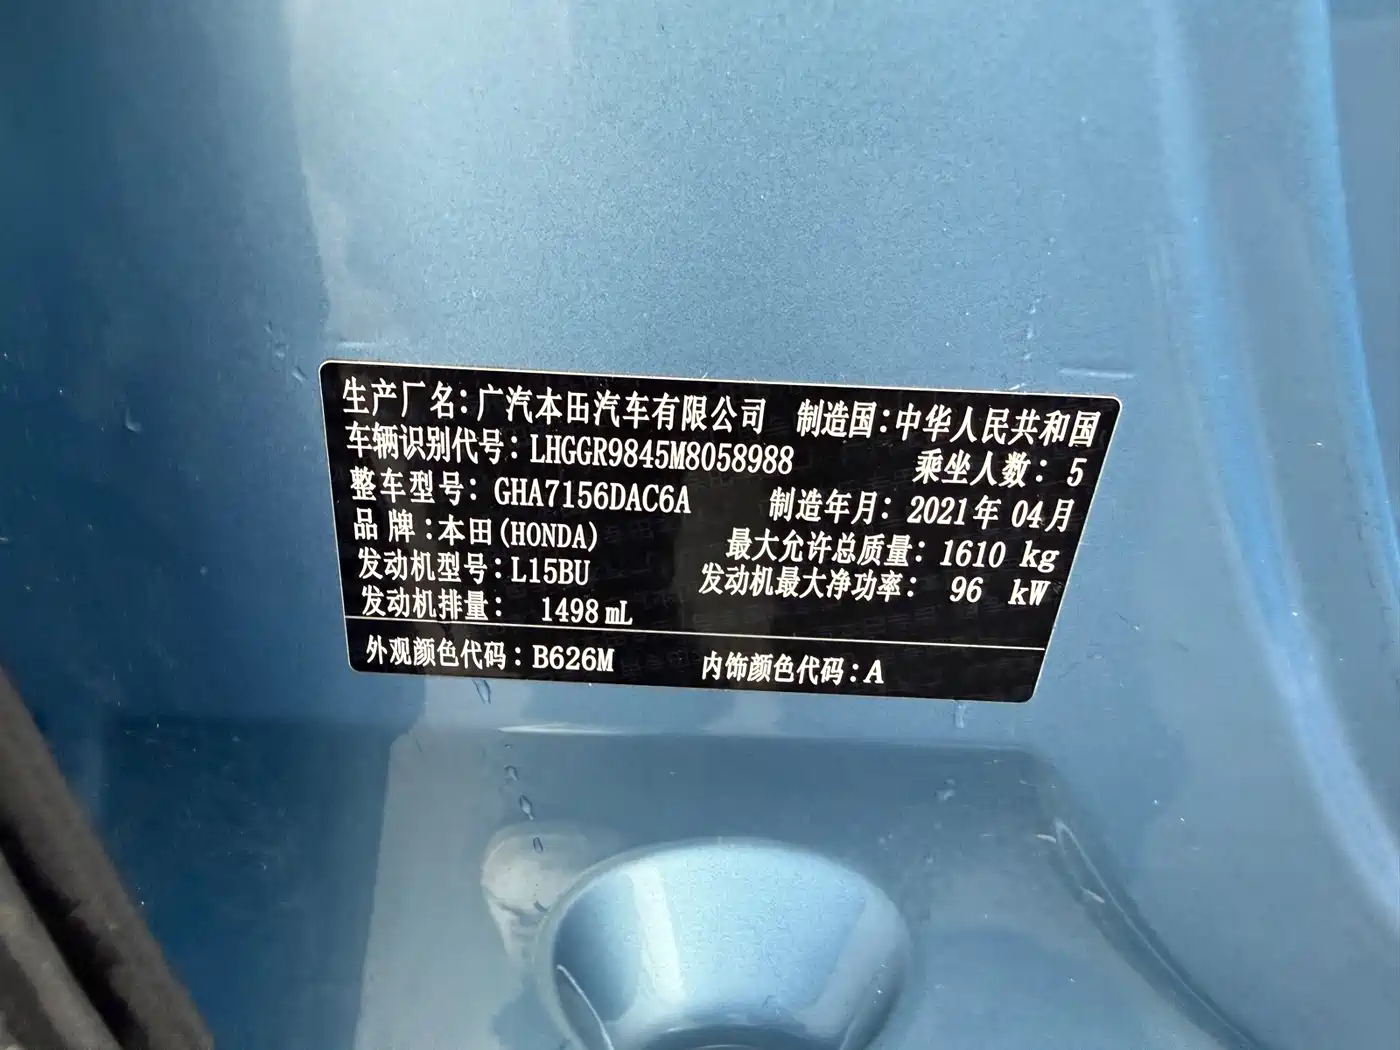 生产厂名：广汽本田汽车有限公司 制造国：中华人民共和国
车辆识别代号：LHGGR9845M8058988 乘坐人数：5
整车型号：GHA7156DAC6A 制造年月：2021年 04月
品牌：本田(HONDA) 最大允许总质量：1610 kg
发动机型号：L15BU 发动机最大净功率：96 kW
发动机排量：1498 mL
外观颜色代码：B626M 内饰颜色代码：A